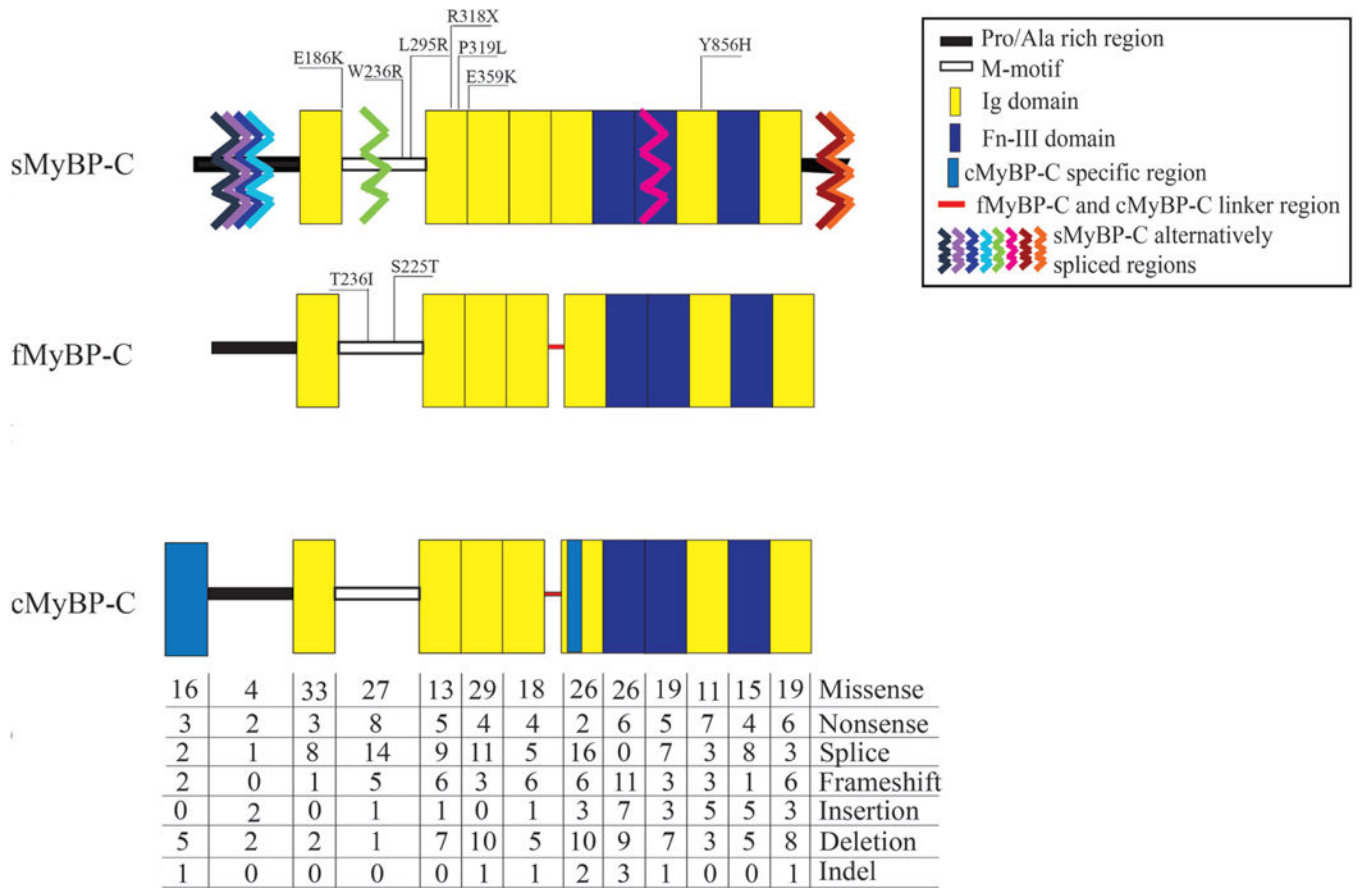 R318X
L295R P319L Y856H
E186K
W236R E359K
sMyBP-C
Pro/Ala rich region
M-motif
Ig domain
Fn-III domain
cMyBP-C specific region
fMyBP-C and cMyBP-C linker region
sMyBP-C alternatively
spliced regions
S225T
T236I
fMyBP-C
cMyBP-C
16 4 33 27 13 29 18 26 26 19 11 15 19 Missense
3 2 3 8 5 4 4 2 6 5 7 4 6 Nonsense
2 1 8 14 9 11 5 16 0 7 3 8 3 Splice
2 0 1 5 6 3 6 6 11 3 3 1 6 Frameshift
0 2 0 1 1 0 1 3 7 3 5 5 3 Insertion
5 2 2 1 7 10 5 10 9 7 3 5 8 Deletion
1 0 0 0 0 1 1 2 3 1 0 0 1 Indel